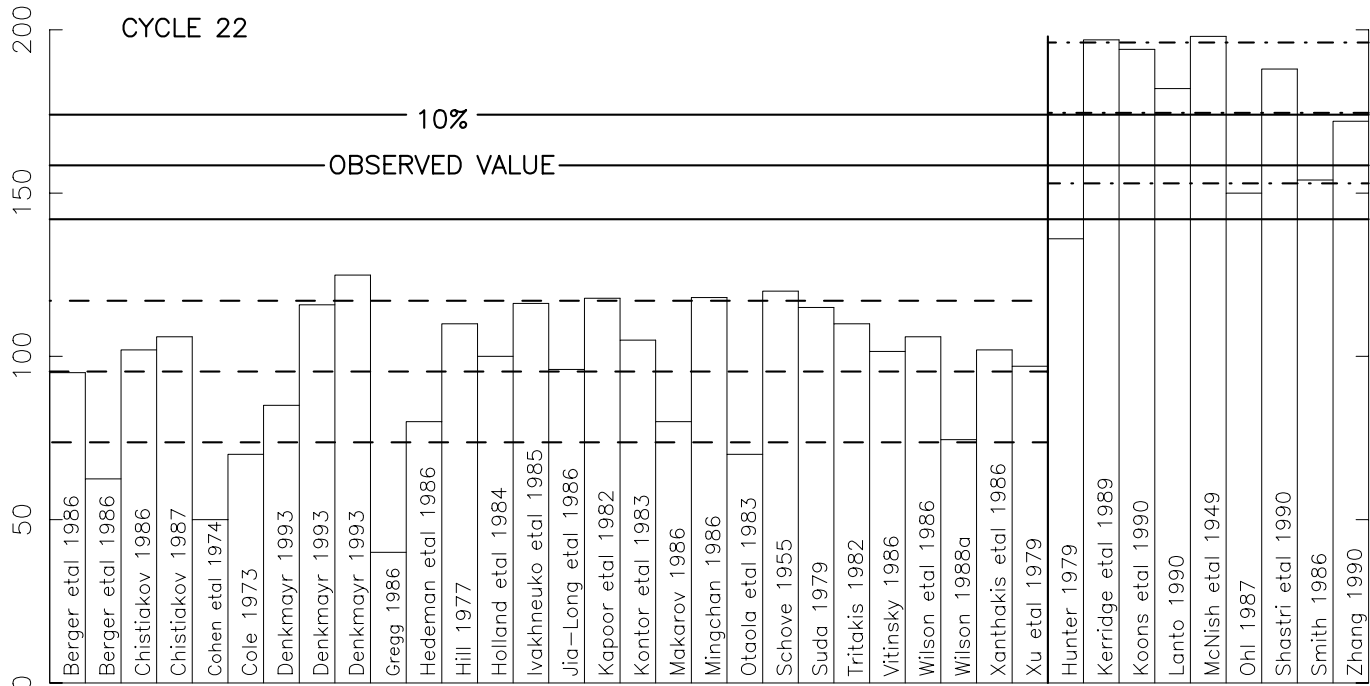 CYCLE 22
200
150
100
50
0
10%
OBSERVED VALUE
Berger etal 1986
Berger etal 1986
Chistiakov 1986
Chistiakov 1987
Cohen etal 1974
Cole 1973
Denkmayr 1993
Denkmayr 1993
Denkmayr 1993
Gregg 1986
Hedeman etal 1986
Hill 1977
Holland etal 1984
Ivakhneuko etal 1985
Jia-Long etal 1986
Kapoor etal 1982
Kontor etal 1983
Makarov 1986
Mingchan 1986
Otaola etal 1983
Schove 1955
Suda 1979
Tritakis 1982
Vitinsky 1986
Wilson etal 1986
Wilson 1988a
Xanthakis etal 1986
Xu etal 1979
Hunter 1979
Kerridge etal 1989
Koons etal 1990
Lanto 1990
McNish etal 1949
Ohl 1987
Shastri etal 1990
Smith 1986
Zhang 1990